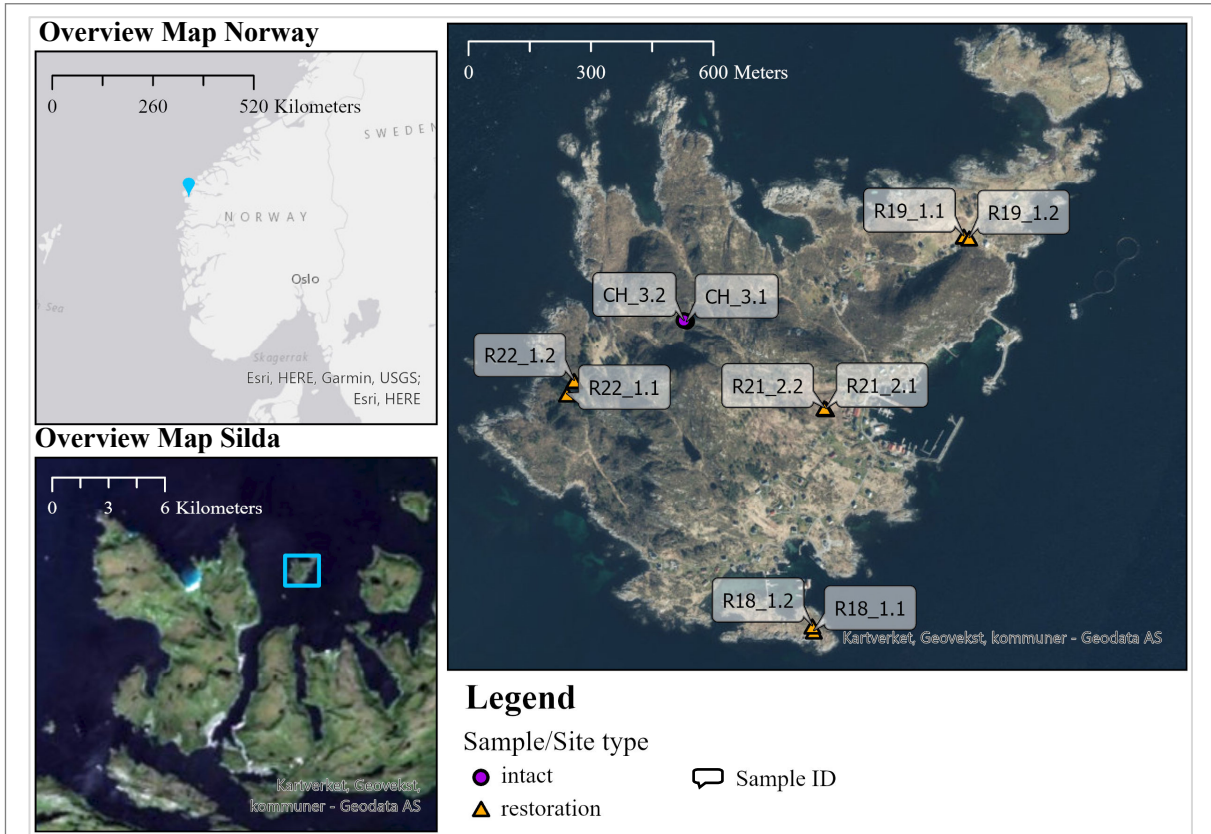 Overview Map Norway
0 260 520 Kilometers
SWEDEN
NORWAY
Oslo
Sea
Skagerrak
Esri, HERE, Garmin, USGS;
Esri, HERE
Overview Map Silda
0 3 6 Kilometers
Kartverket, Geovekst,
kommuner - Geodata AS
0 300 600 Meters
R19_1.1 R19_1.2
CH_3.2 CH_3.1
R22_1.2
R22_1.1
R21_2.2 R21_2.1
R18_1.2 R18_1.1
Kartverket, Geovekst, kommuner - Geodata AS
Legend
Sample/Site type
intact
Sample ID
restoration